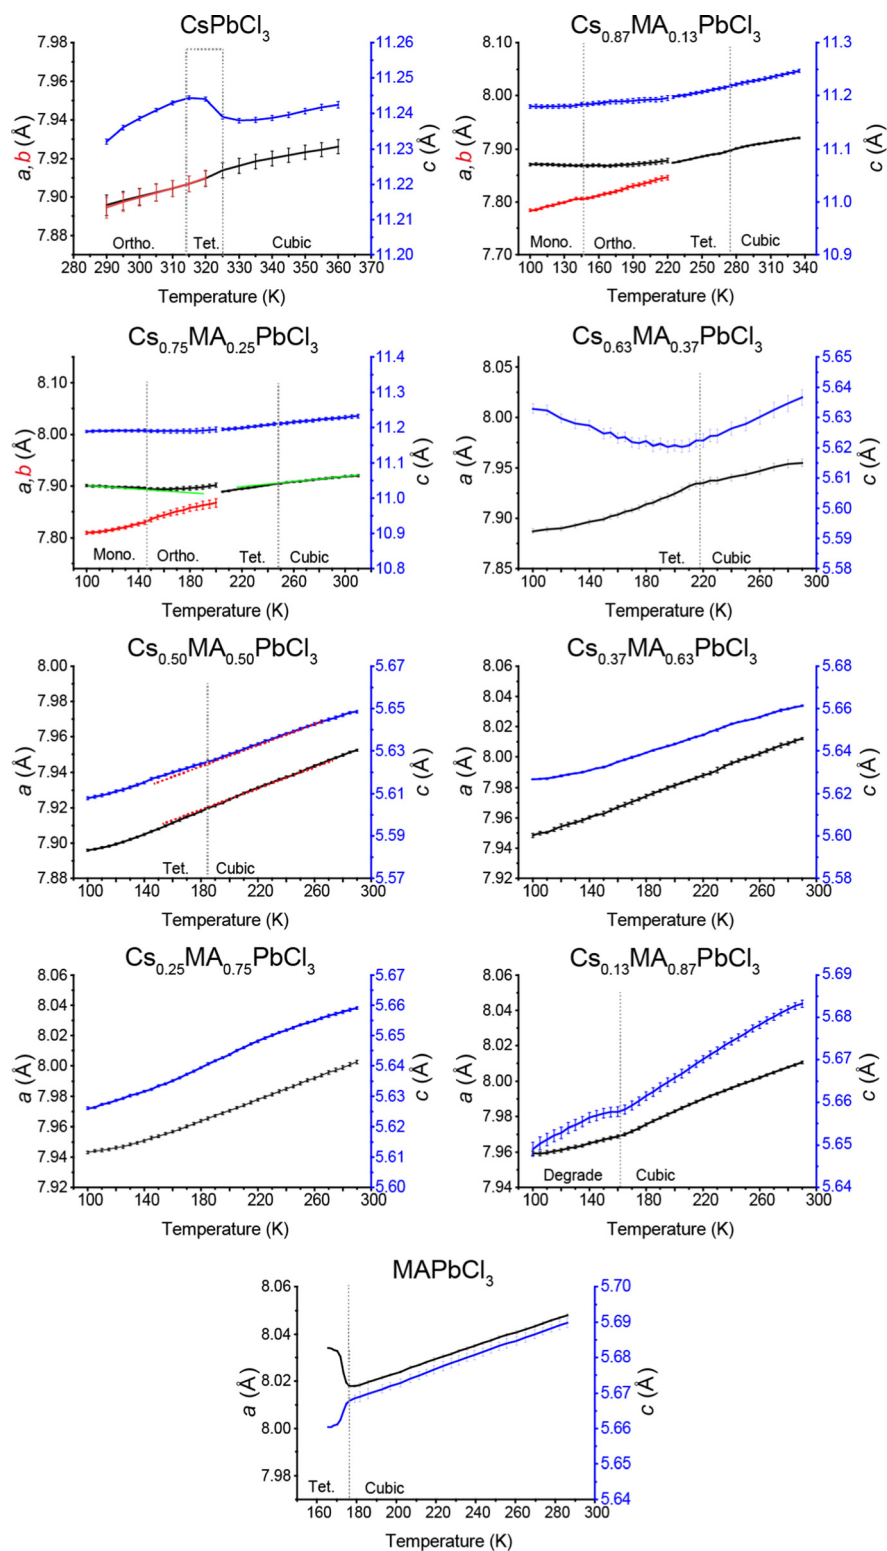 CsPbCl3
7.98
7.96
7.94
7.92
7.90
7.88
a,b (Å)
11.26
11.25
11.24
11.23
11.22
11.21
11.20
c (Å)
Ortho. Tet. Cubic
280 290 300 310 320 330 340 350 360 370
Temperature (K)
Cs0.87MA0.13PbCl3
8.10
8.00
7.90
7.80
7.70
a,b (Å)
11.3
11.2
11.1
11.0
10.9
c (Å)
Mono. Ortho. Tet. Cubic
100 130 160 190 220 250 280 310 340
Temperature (K)
Cs0.75MA0.25PbCl3
8.10
8.00
7.90
7.80
a,b (Å)
11.4
11.3
11.2
11.1
11.0
10.9
10.8
c (Å)
Mono. Ortho. Tet. Cubic
100 140 180 220 260 300
Temperature (K)
Cs0.63MA0.37PbCl3
8.05
8.00
7.95
7.90
7.85
a (Å)
5.65
5.64
5.63
5.62
5.61
5.60
5.59
5.58
c (Å)
Tet. Cubic
100 140 180 220 260 300
Temperature (K)
Cs0.50MA0.50PbCl3
8.00
7.98
7.96
7.94
7.92
7.90
7.88
a (Å)
5.67
5.65
5.63
5.61
5.59
5.57
c (Å)
Tet. Cubic
100 140 180 220 260 300
Temperature (K)
Cs0.37MA0.63PbCl3
8.06
8.04
8.02
8.00
7.98
7.96
7.94
7.92
a (Å)
5.68
5.66
5.64
5.62
5.60
5.58
c (Å)
100 140 180 220 260 300
Temperature (K)
Cs0.25MA0.75PbCl3
8.06
8.04
8.02
8.00
7.98
7.96
7.94
7.92
a (Å)
5.67
5.66
5.65
5.64
5.63
5.62
5.61
5.60
c (Å)
100 140 180 220 260 300
Temperature (K)
Cs0.13MA0.87PbCl3
8.06
8.04
8.02
8.00
7.98
7.96
7.94
a (Å)
5.69
5.68
5.67
5.66
5.65
5.64
c (Å)
Degrade Cubic
100 140 180 220 260 300
Temperature (K)
MAPbCl3
8.06
8.04
8.02
8.00
7.98
a (Å)
5.70
5.69
5.68
5.67
5.66
5.65
5.64
c (Å)
Tet. Cubic
160 180 200 220 240 260 280 300
Temperature (K)